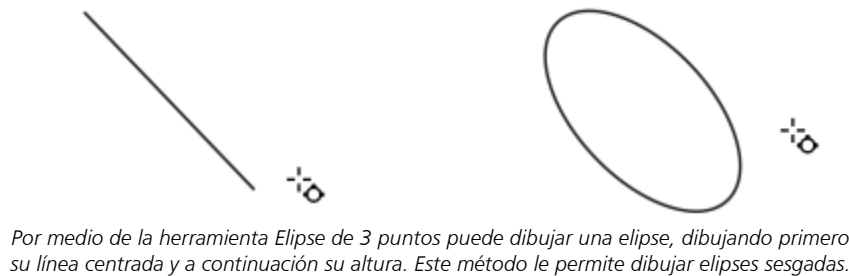 Por medio de la herramienta Elipse de 3 puntos puede dibujar una elipse, dibujando primero
su línea centrada y a continuación su altura. Este método le permite dibujar elipses sesgadas.